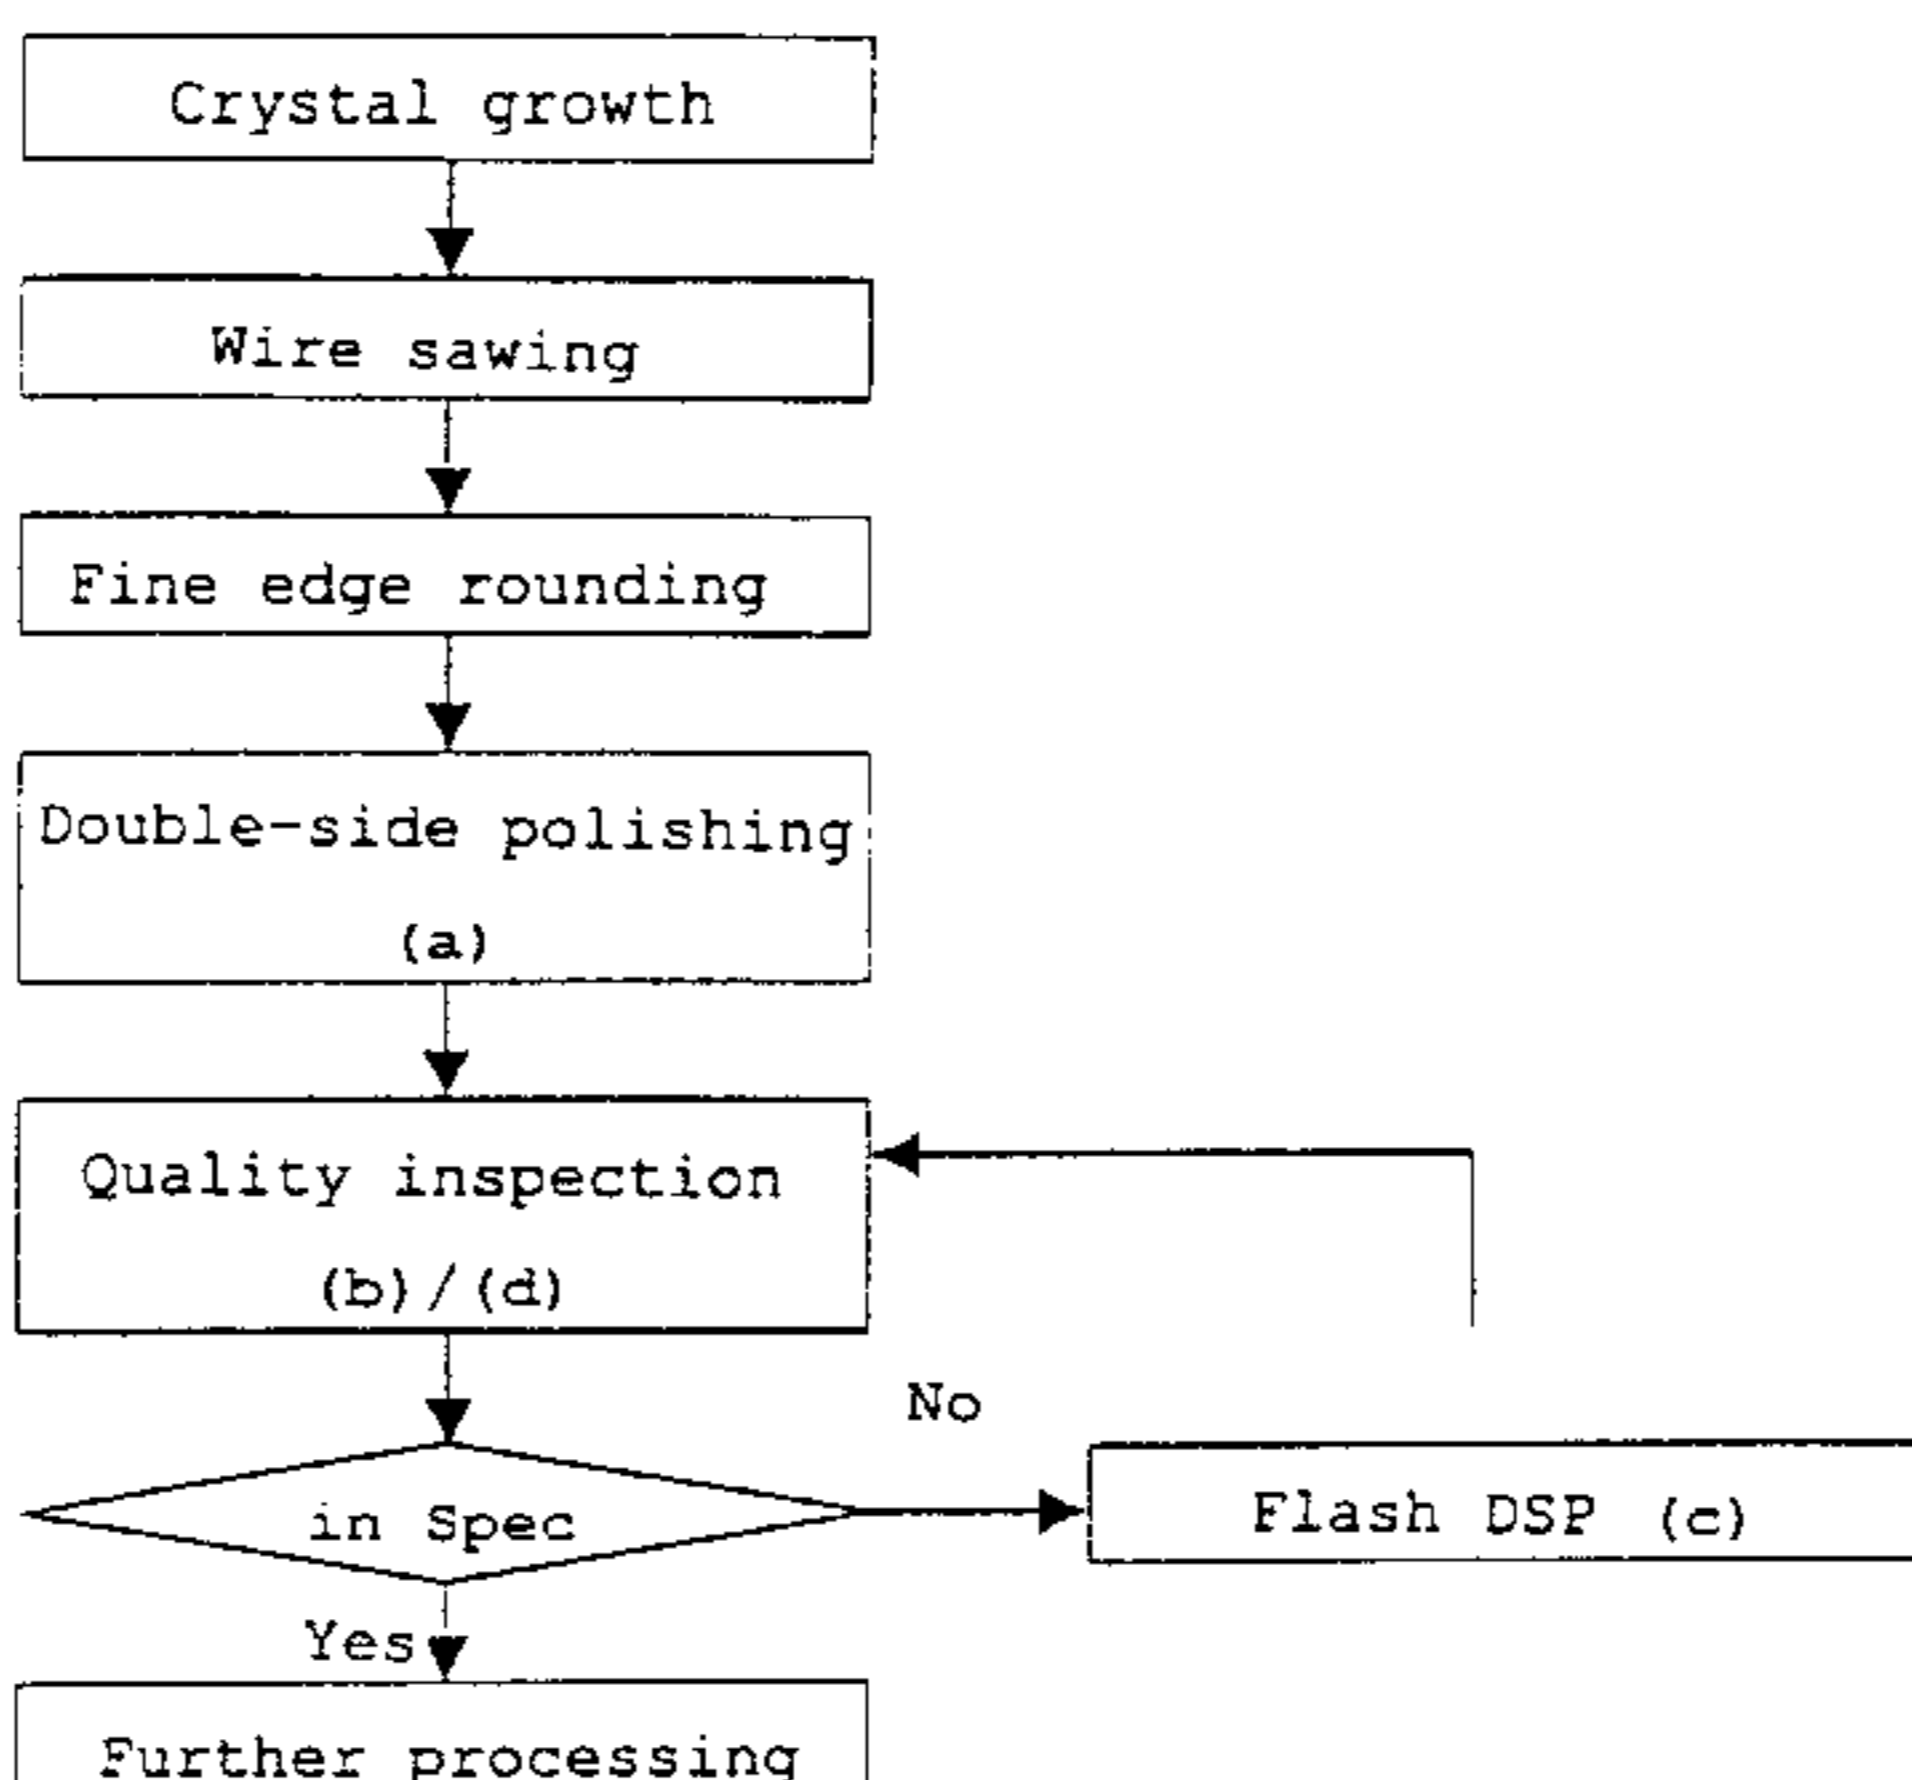 Crystal growth
Wire sawing
Fine edge rounding
Double-side polishing
(a)
Quality inspection
(b)/(d)
No
in Spec
Flash DSP (c)
Yes
Further processing